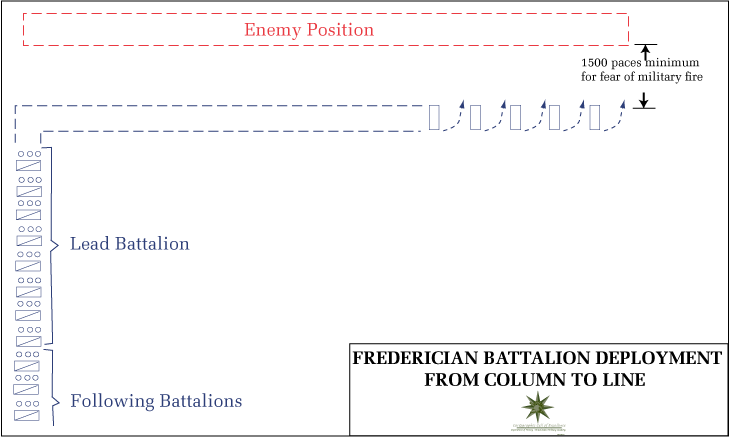 Enemy Position
1500 paces minimum
for fear of military fire
Lead Battalion
Following Battalions
FREDERICIAN BATTALION DEPLOYMENT
FROM COLUMN TO LINE